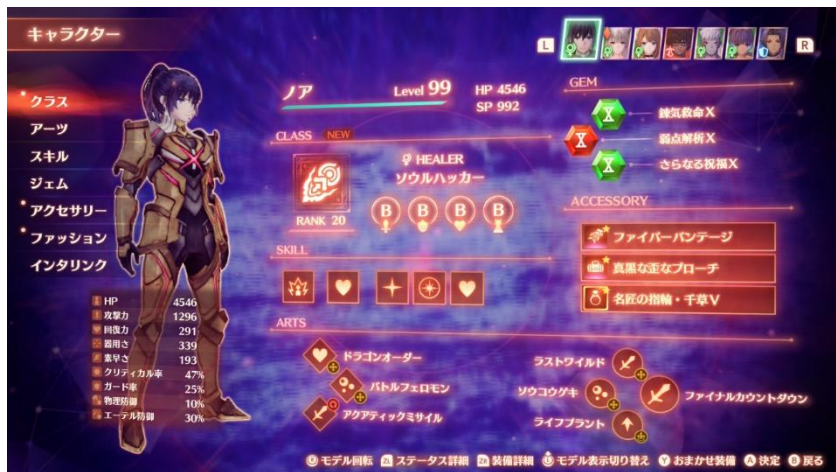 キャラクター
L
R
クラス
アーツ
スキル
ジェム
アクセサリー
ファッション
インタリンク
HP 4546
攻撃力 1296
回復力 291
器用さ 339
素早さ 193
クリティカル率 47%
ガード率 25%
物理防御 10%
エーテル防御 30%
ノア Level 99 HP 4546
SP 992
CLASS NEW
HEALER
ソウルハッカー
RANK 20
B B B B
SKILL
ARTS
ドラゴンオーダー
バトルフェロモン
アクアティックミサイル
ラストワイルド
ソウコウゲキ
ライフプラント
ファイナルカウントダウン
GEM
X 錬気救命X
X 弱点解析X
X さらなる祝福X
ACCESSORY
ファイバーバンテージ
真黒な歪なブローチ
名匠の指輪・千草V
R モデル回転 ZL ステータス詳細 ZR 装備詳細 L モデル表示切り替え Y おまかせ装備 A 決定 B 戻る